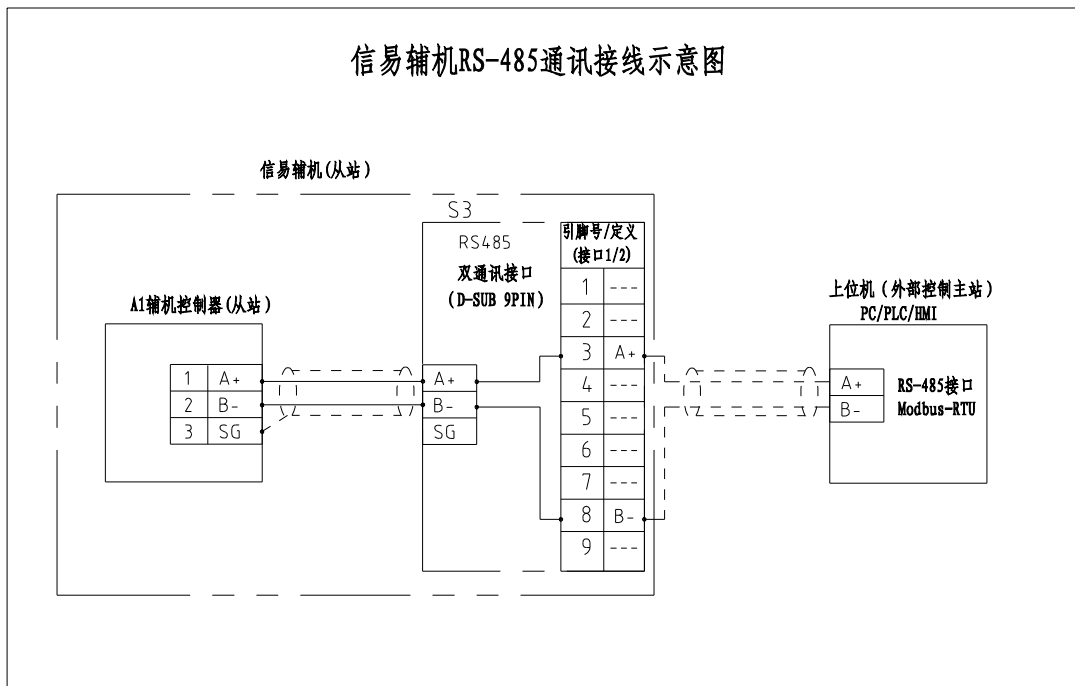 信易辅机RS-485通讯接线示意图
信易辅机(从站)
S3
RS485
双通讯接口
(D-SUB 9PIN)
引脚号/定义
(接口1/2)
1 ---
2 ---
3 A+
4 ---
5 ---
6 ---
7 ---
8 B-
9 ---
A1辅机控制器(从站)
1 A+
2 B-
3 SG
A+
B-
SG
上位机(外部控制主站)
PC/PLC/HMI
A+
B-
RS-485接口
Modbus-RTU